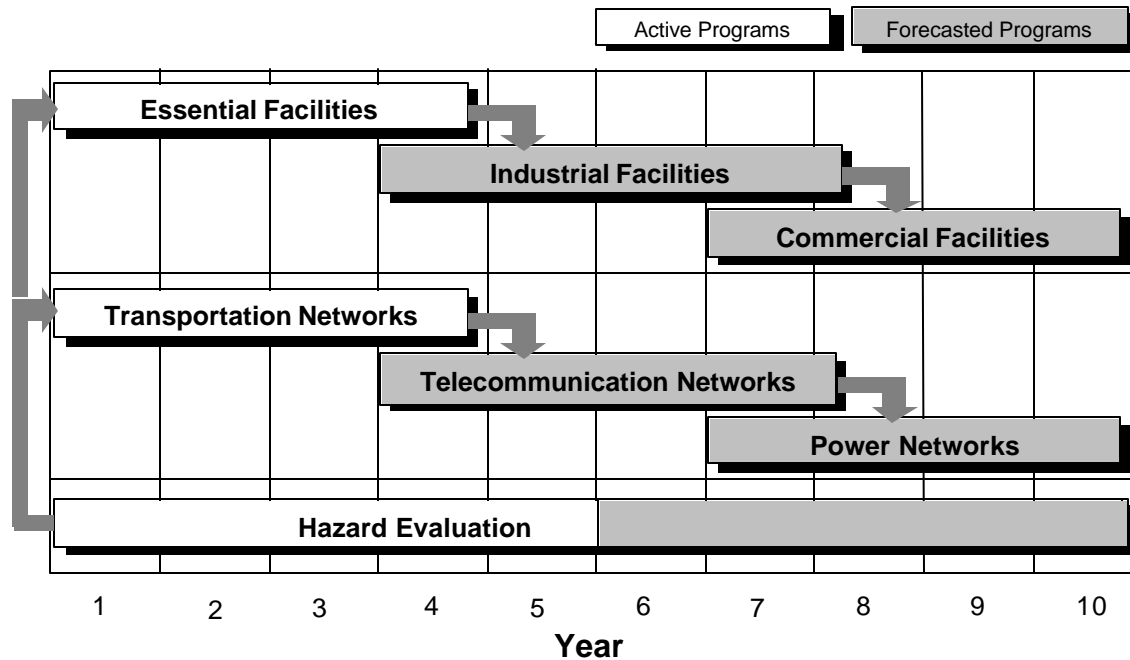 Active Programs
Forecasted Programs
Essential Facilities
Industrial Facilities
Commercial Facilities
Transportation Networks
Telecommunication Networks
Power Networks
Hazard Evaluation
1 2 3 4 5 6 7 8 9 10
Year